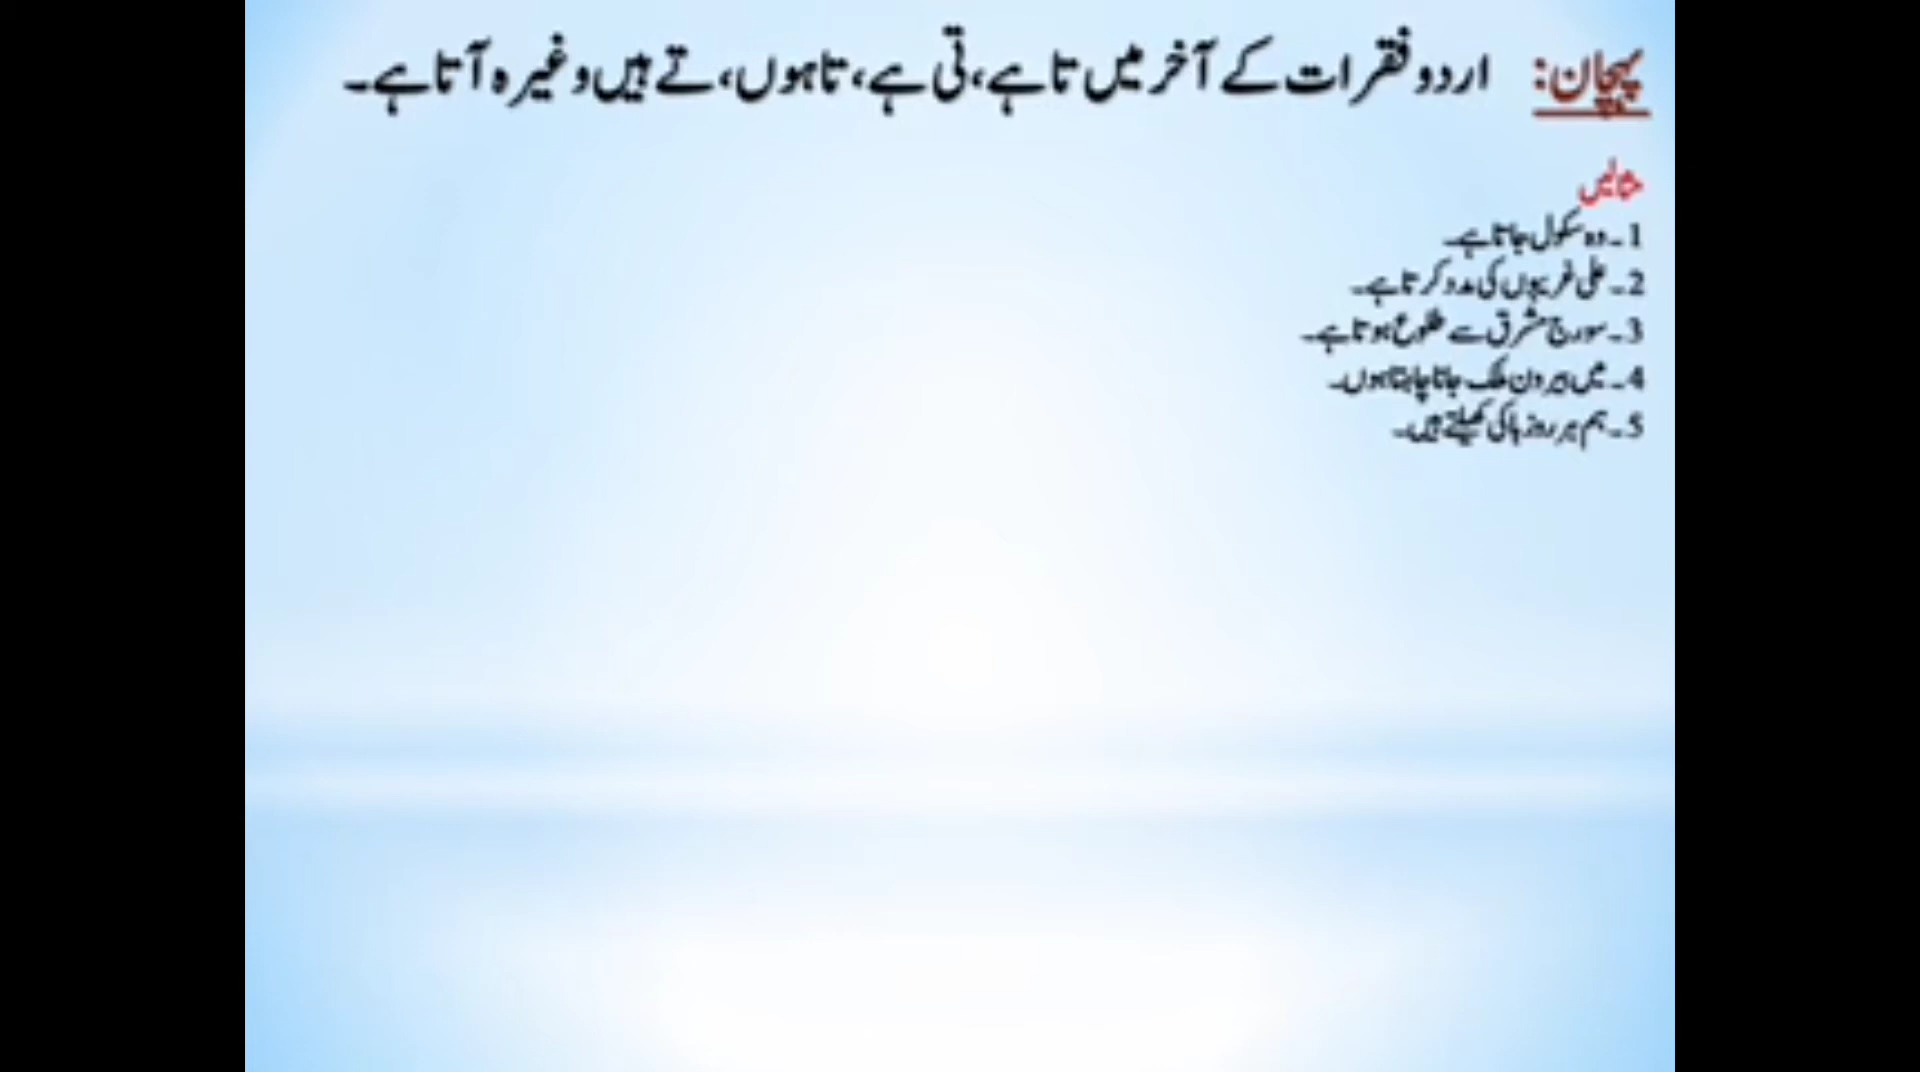 پہچان: اردو فقرات کے آخر میں تا ہے، تی ہے، تا ہوں، تے ہیں وغیرہ آتا ہے۔
مثالیں
1۔ وہ سکول جاتا ہے۔
2۔ علی غریبوں کی مدد کرتا ہے۔
3۔ سورج مشرق سے طلوع ہوتا ہے۔
4۔ میں بیرون ملک جانا چاہتا ہوں۔
5۔ ہم ہر روز ہاکی کھیلتے ہیں۔